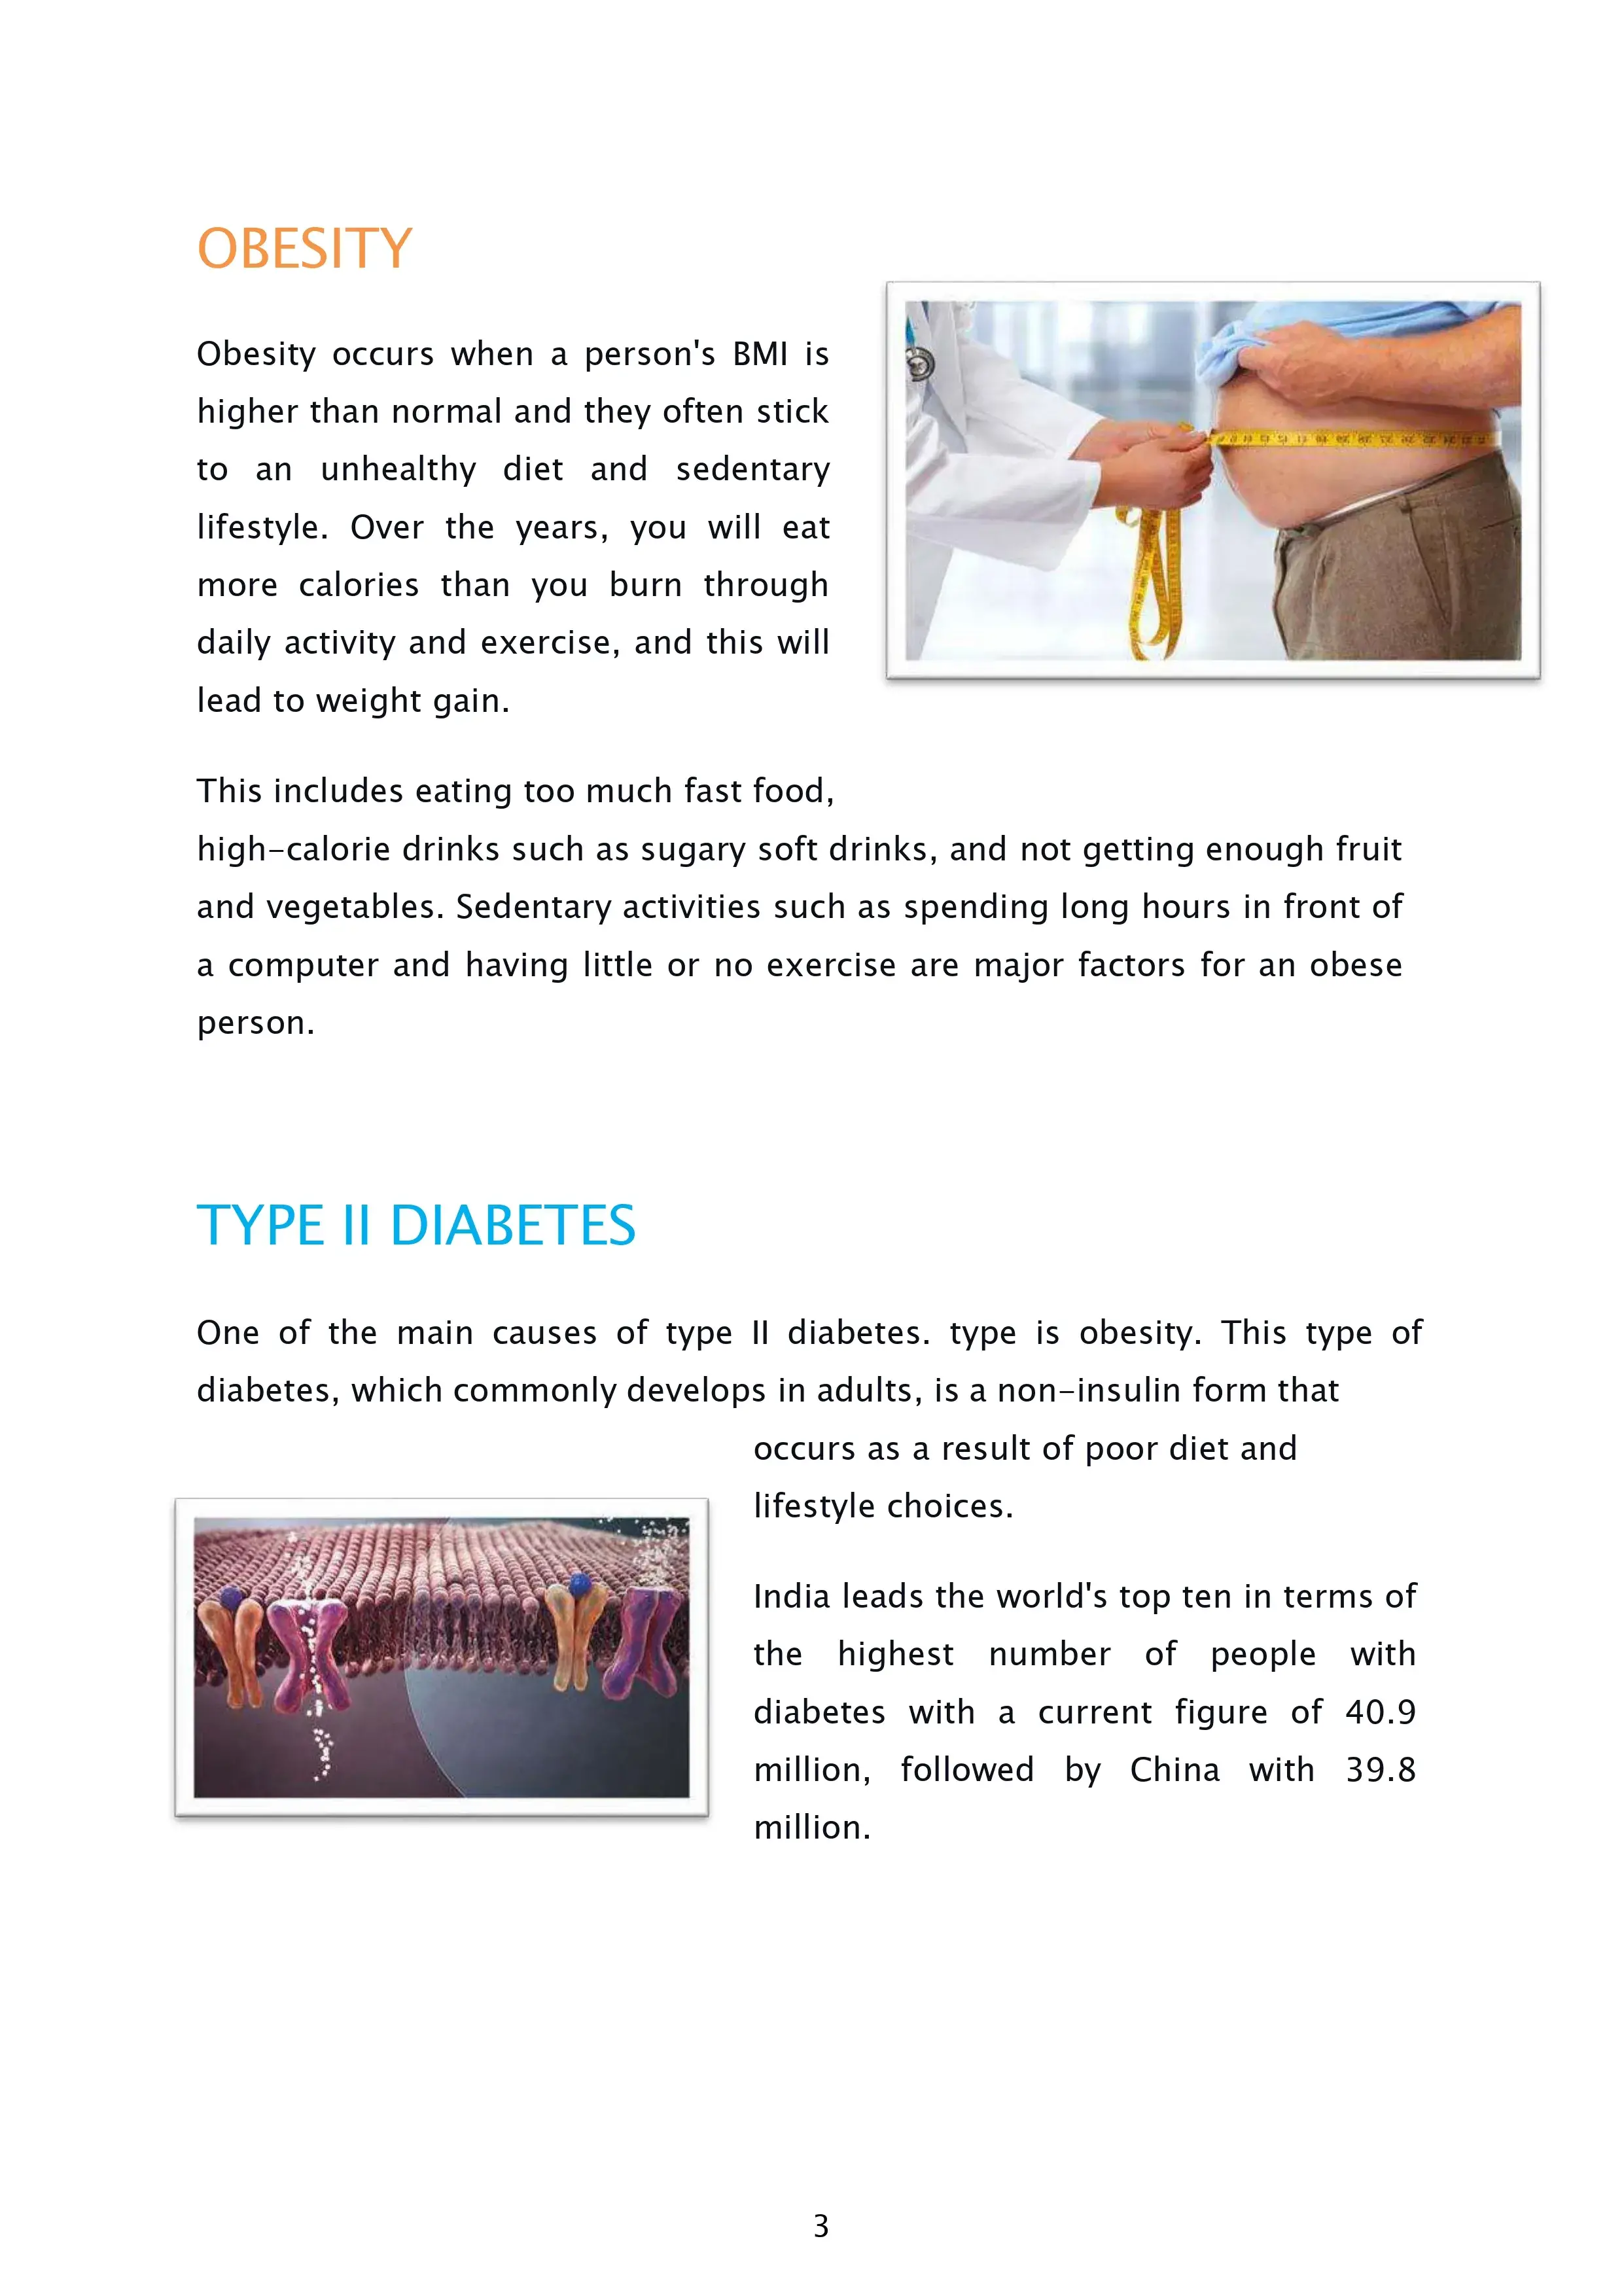 OBESITY
Obesity occurs when a person's BMI is
higher than normal and they often stick
to an unhealthy diet and sedentary
lifestyle. Over the years, you will eat
more calories than you burn through
daily activity and exercise, and this will
lead to weight gain.
This includes eating too much fast food,
high-calorie drinks such as sugary soft drinks, and not getting enough fruit
and vegetables. Sedentary activities such as spending long hours in front of
a computer and having little or no exercise are major factors for an obese
person.
TYPE II DIABETES
One of the main causes of type II diabetes. type is obesity. This type of
diabetes, which commonly develops in adults, is a non-insulin form that
occurs as a result of poor diet and
lifestyle choices.
India leads the world's top ten in terms of
the highest number of people with
diabetes with a current figure of 40.9
million, followed by China with 39.8
million.
3